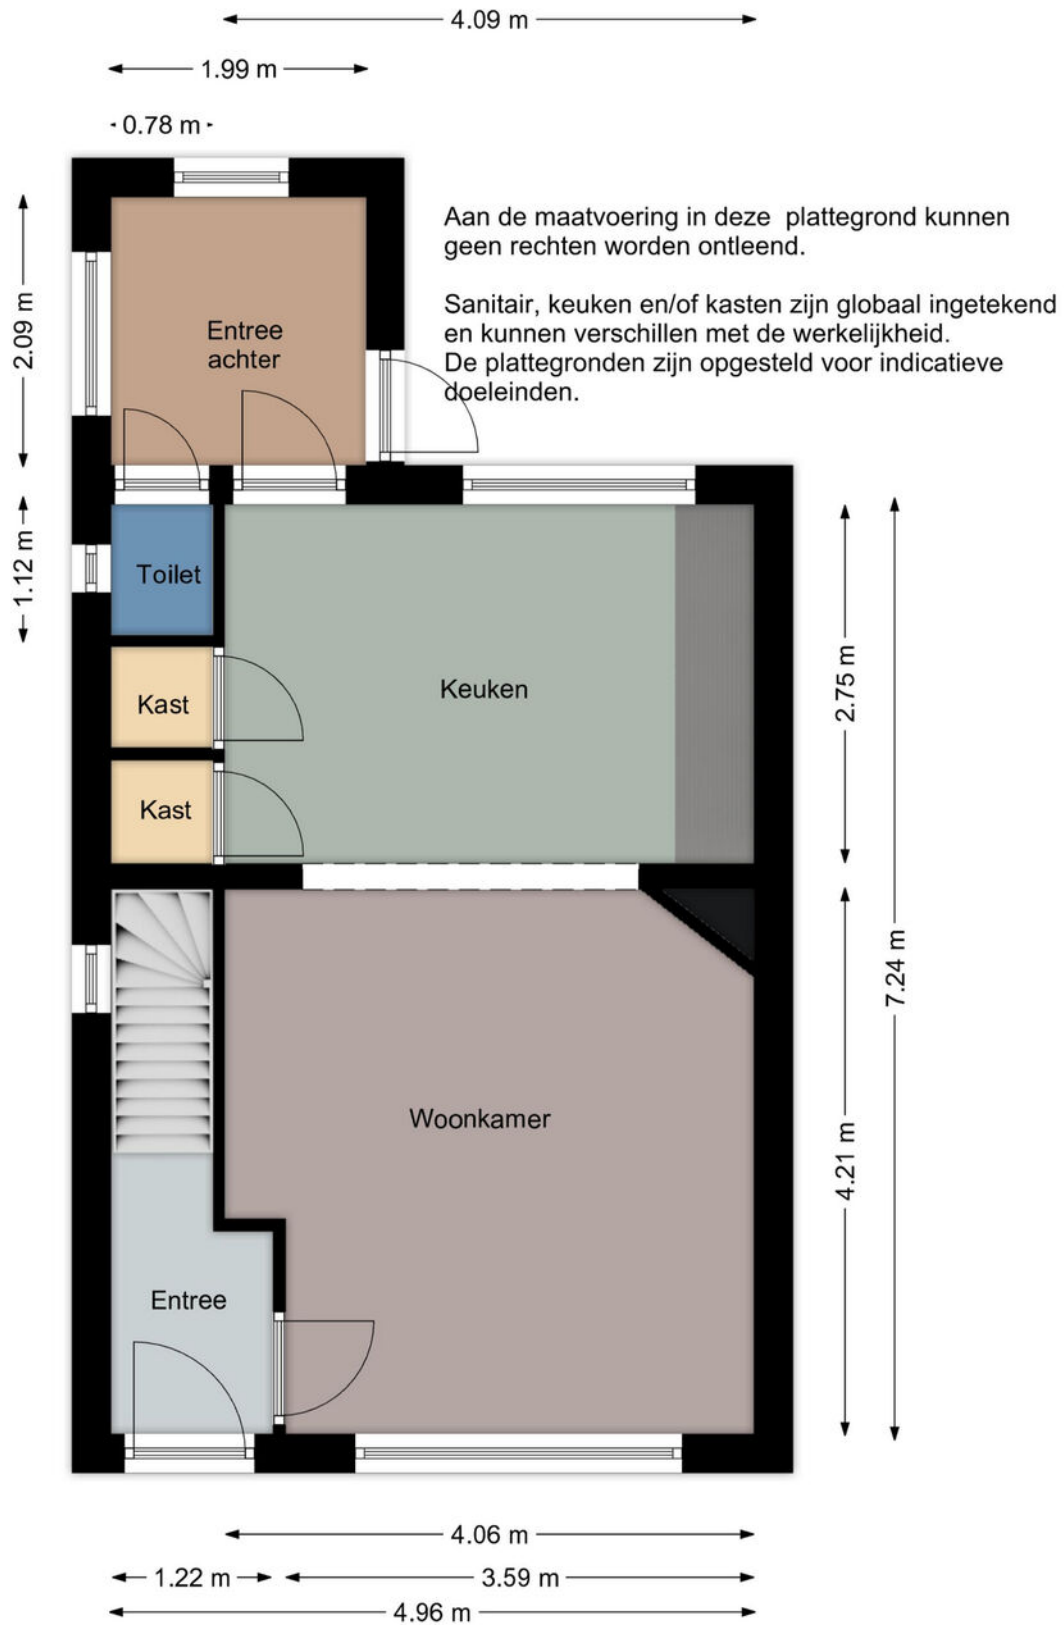 4.09 m
1.99 m
0.78 m
Aan de maatvoering in deze plattegrond kunnen
geen rechten worden ontleend.
Sanitair, keuken en/of kasten zijn globaal ingetekend
en kunnen verschillen met de werkelijkheid.
De plattegronden zijn opgesteld voor indicatieve
doeleinden.
2.09 m
Entree
achter
1.12 m
Toilet
Kast
Keuken
2.75 m
Kast
7.24 m
Woonkamer
4.21 m
Entree
4.06 m
1.22 m
3.59 m
4.96 m